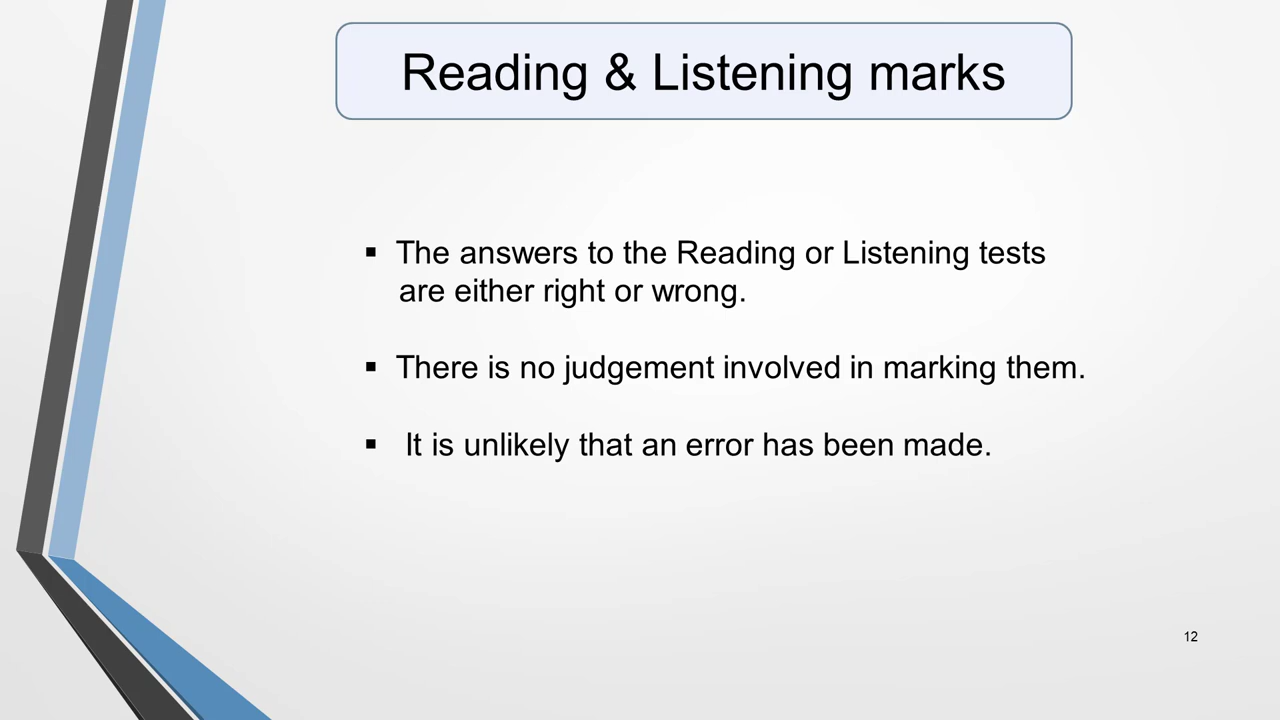 Reading & Listening marks
▪ The answers to the Reading or Listening tests
are either right or wrong.
▪ There is no judgement involved in marking them.
▪ It is unlikely that an error has been made.
12